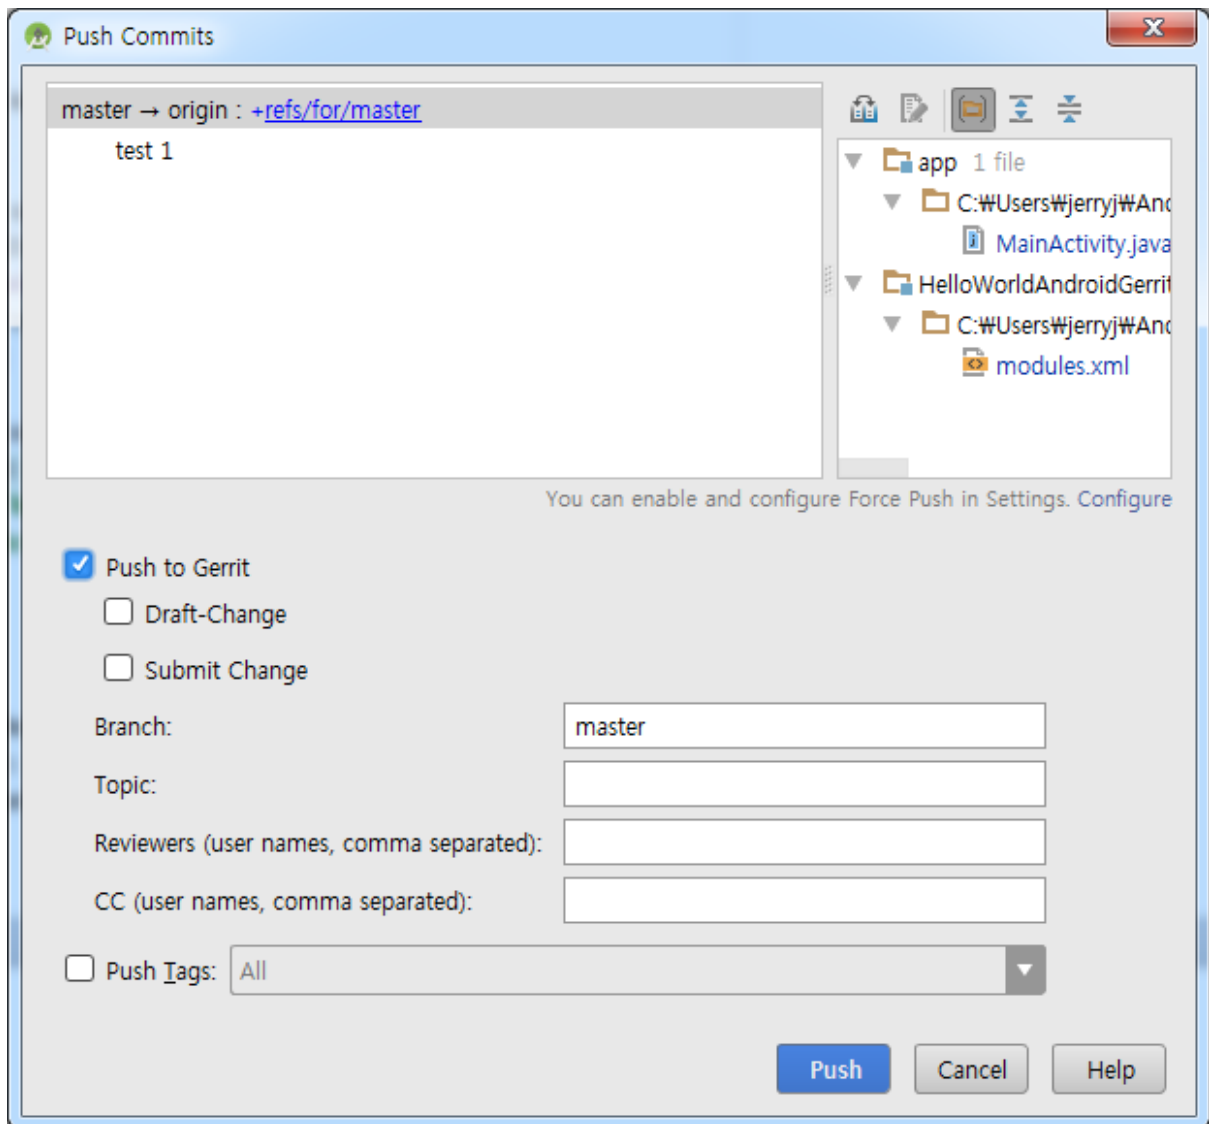 Push Commits
master → origin : +refs/for/master
test 1
app 1 file
C:₩Users₩jerryj₩Anc
MainActivity.java
HelloWorldAndroidGerrit
C:₩Users₩jerryj₩Anc
modules.xml
You can enable and configure Force Push in Settings. Configure
Push to Gerrit
Draft-Change
Submit Change
Branch: master
Topic:
Reviewers (user names, comma separated):
CC (user names, comma separated):
Push Tags: All
Push Cancel Help